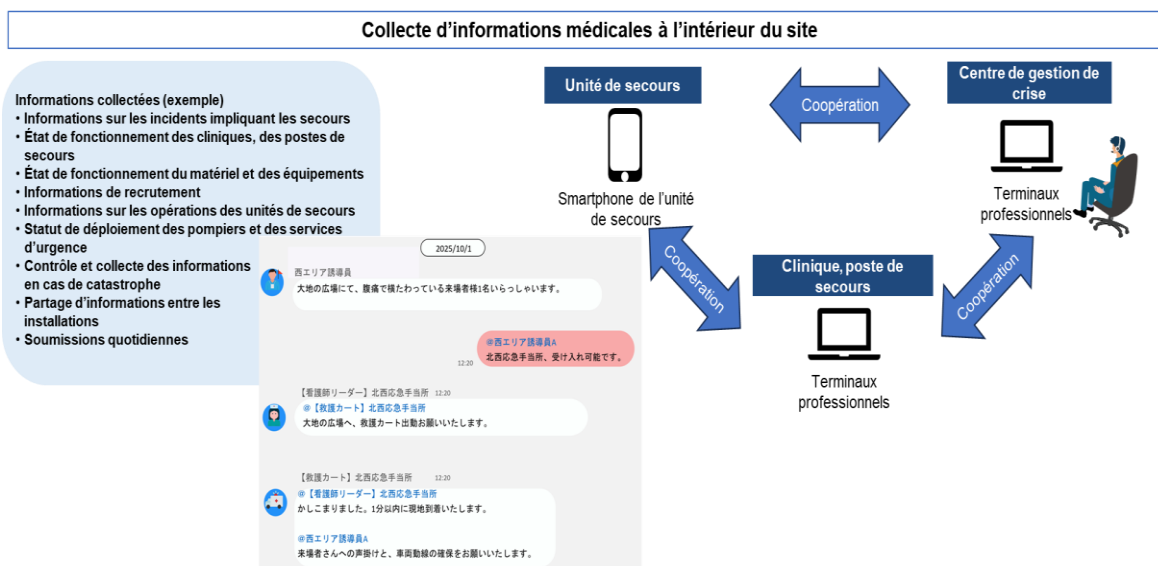 Collecte d'informations médicales à l'intérieur du site
Informations collectées (exemple)
• Informations sur les incidents impliquant les secours
• État de fonctionnement des cliniques, des postes de
secours
• État de fonctionnement du matériel et des équipements
• Informations de recrutement
• Informations sur les opérations des unités de secours
• Statut de déploiement des pompiers et des services
d'urgence
• Contrôle et collecte des informations
en cas de catastrophe
• Partage d'informations entre les
installations
• Soumissions quotidiennes
Unité de secours
Smartphone de l'unité
de secours
Coopération
Centre de gestion de
crise
Terminaux
professionnels
Coopération
Clinique, poste de
secours
Terminaux
professionnels
Coopération
2025/10/1
西エリア誘導員
大地の広場にて、腹痛で横たわっている来場者様1名いらっしゃいます。
@西エリア誘導員A
北西応急手当所、受け入れ可能です。
12:20
【看護師リーダー】北西応急手当所 12:20
@【救護カート】北西応急手当所
大地の広場へ、救護カート出動お願いいたします。
【救護カート】北西応急手当所 12:20
@【看護師リーダー】北西応急手当所
かしこまりました。1分以内に現地到着いたします。
@西エリア誘導員A
来場者さんへの声掛けと、車両動線の確保をお願いいたします。